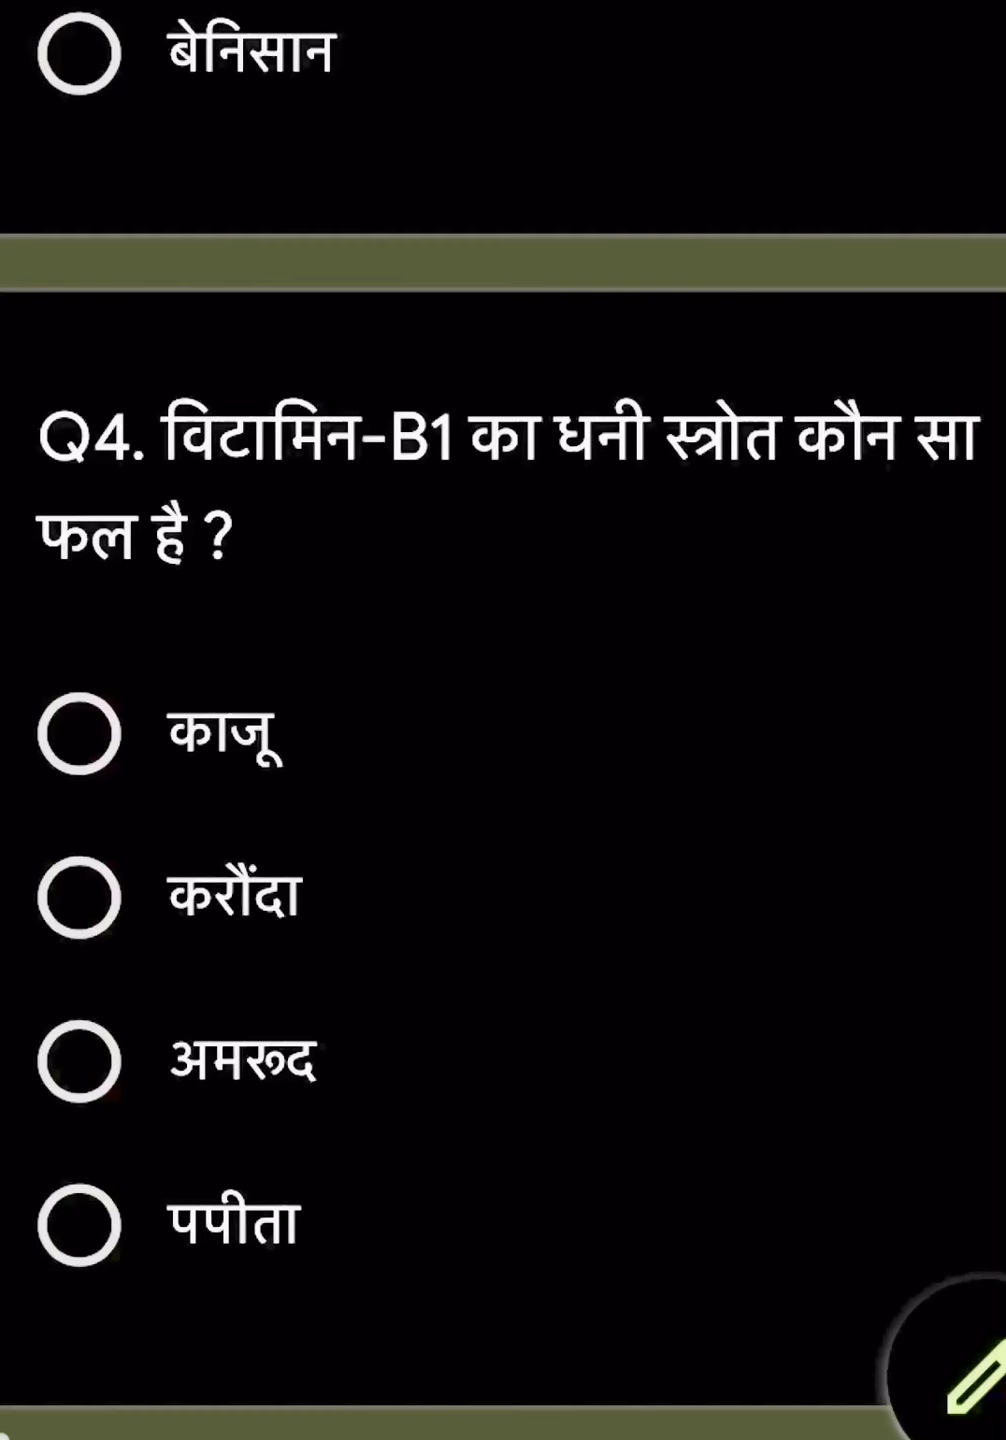 बेनिसान
Q4. विटामिन-B1 का धनी स्त्रोत कौन सा
फल है ?
काजू
करौंदा
अमरूद
पपीता